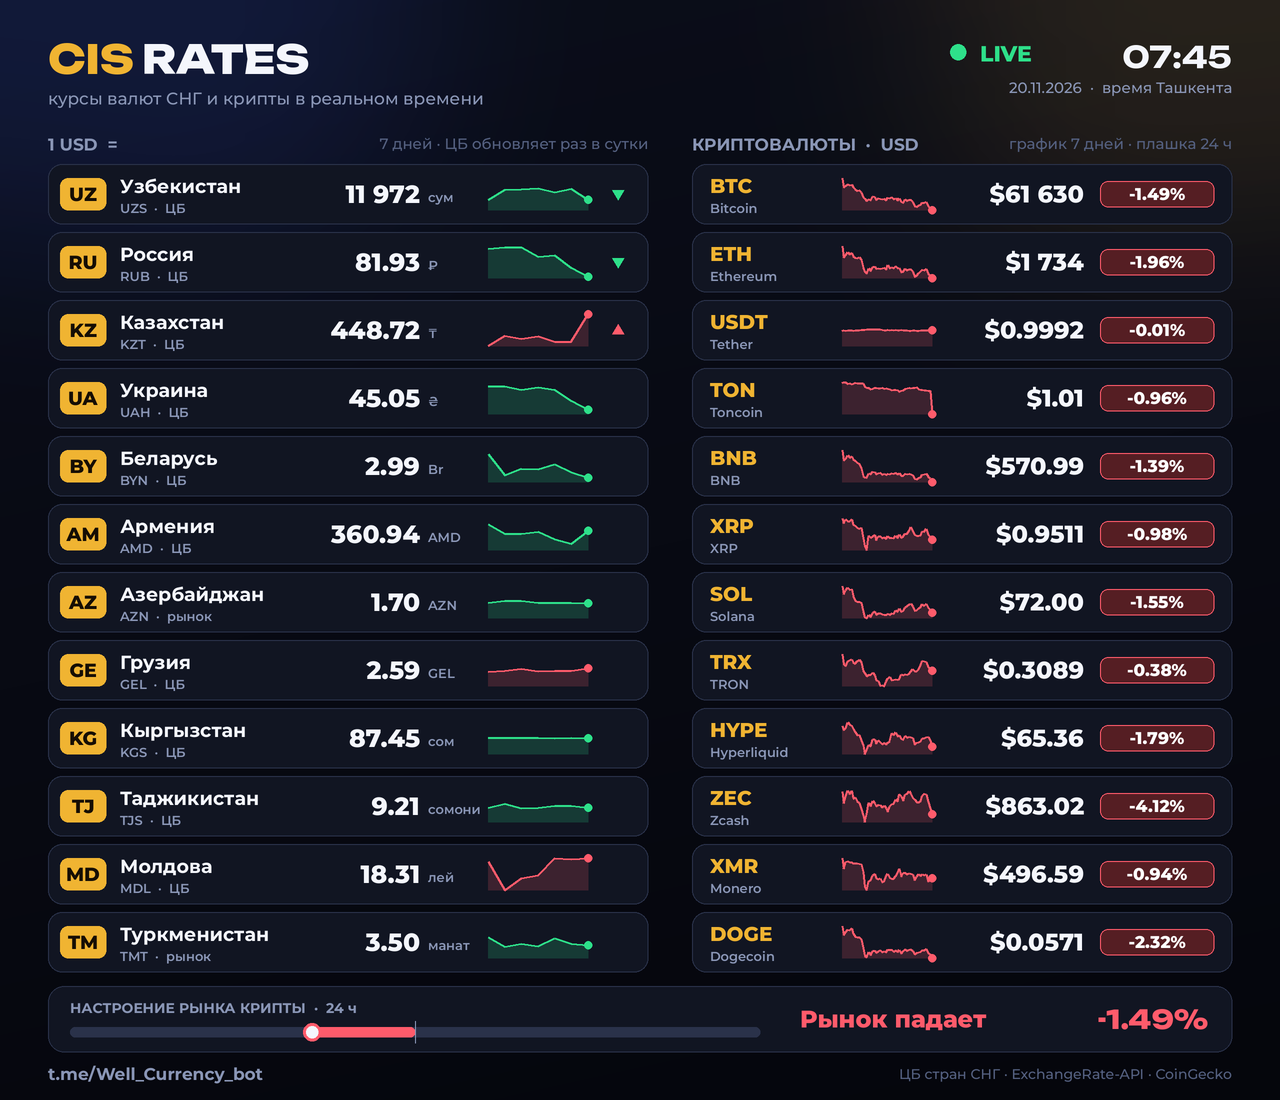 CIS RATES
курсы валют СНГ и крипты в реальном времени
LIVE
07:45
20.11.2026 · время Ташкента
1 USD =
7 дней · ЦБ обновляет раз в сутки
UZ Узбекистан 11 972 сум
UZS · ЦБ
RU Россия 81.93 ₽
RUB · ЦБ
KZ Казахстан 448.72 ₸
KZT · ЦБ
UA Украина 45.05 ₴
UAH · ЦБ
BY Беларусь 2.99 Br
BYN · ЦБ
AM Армения 360.94 AMD
AMD · ЦБ
AZ Азербайджан 1.70 AZN
AZN · рынок
GE Грузия 2.59 GEL
GEL · ЦБ
KG Кыргызстан 87.45 сом
KGS · ЦБ
TJ Таджикистан 9.21 сомони
TJS · ЦБ
MD Молдова 18.31 лей
MDL · ЦБ
TM Туркменистан 3.50 манат
TMT · рынок
КРИПТОВАЛЮТЫ · USD
график 7 дней · плашка 24 ч
BTC $61 630 -1.49%
Bitcoin
ETH $1 734 -1.96%
Ethereum
USDT $0.9992 -0.01%
Tether
TON $1.01 -0.96%
Toncoin
BNB $570.99 -1.39%
BNB
XRP $0.9511 -0.98%
XRP
SOL $72.00 -1.55%
Solana
TRX $0.3089 -0.38%
TRON
HYPE $65.36 -1.79%
Hyperliquid
ZEC $863.02 -4.12%
Zcash
XMR $496.59 -0.94%
Monero
DOGE $0.0571 -2.32%
Dogecoin
НАСТРОЕНИЕ РЫНКА КРИПТЫ · 24 ч
Рынок падает -1.49%
t.me/Well_Currency_bot
ЦБ стран СНГ · ExchangeRate-API · CoinGecko